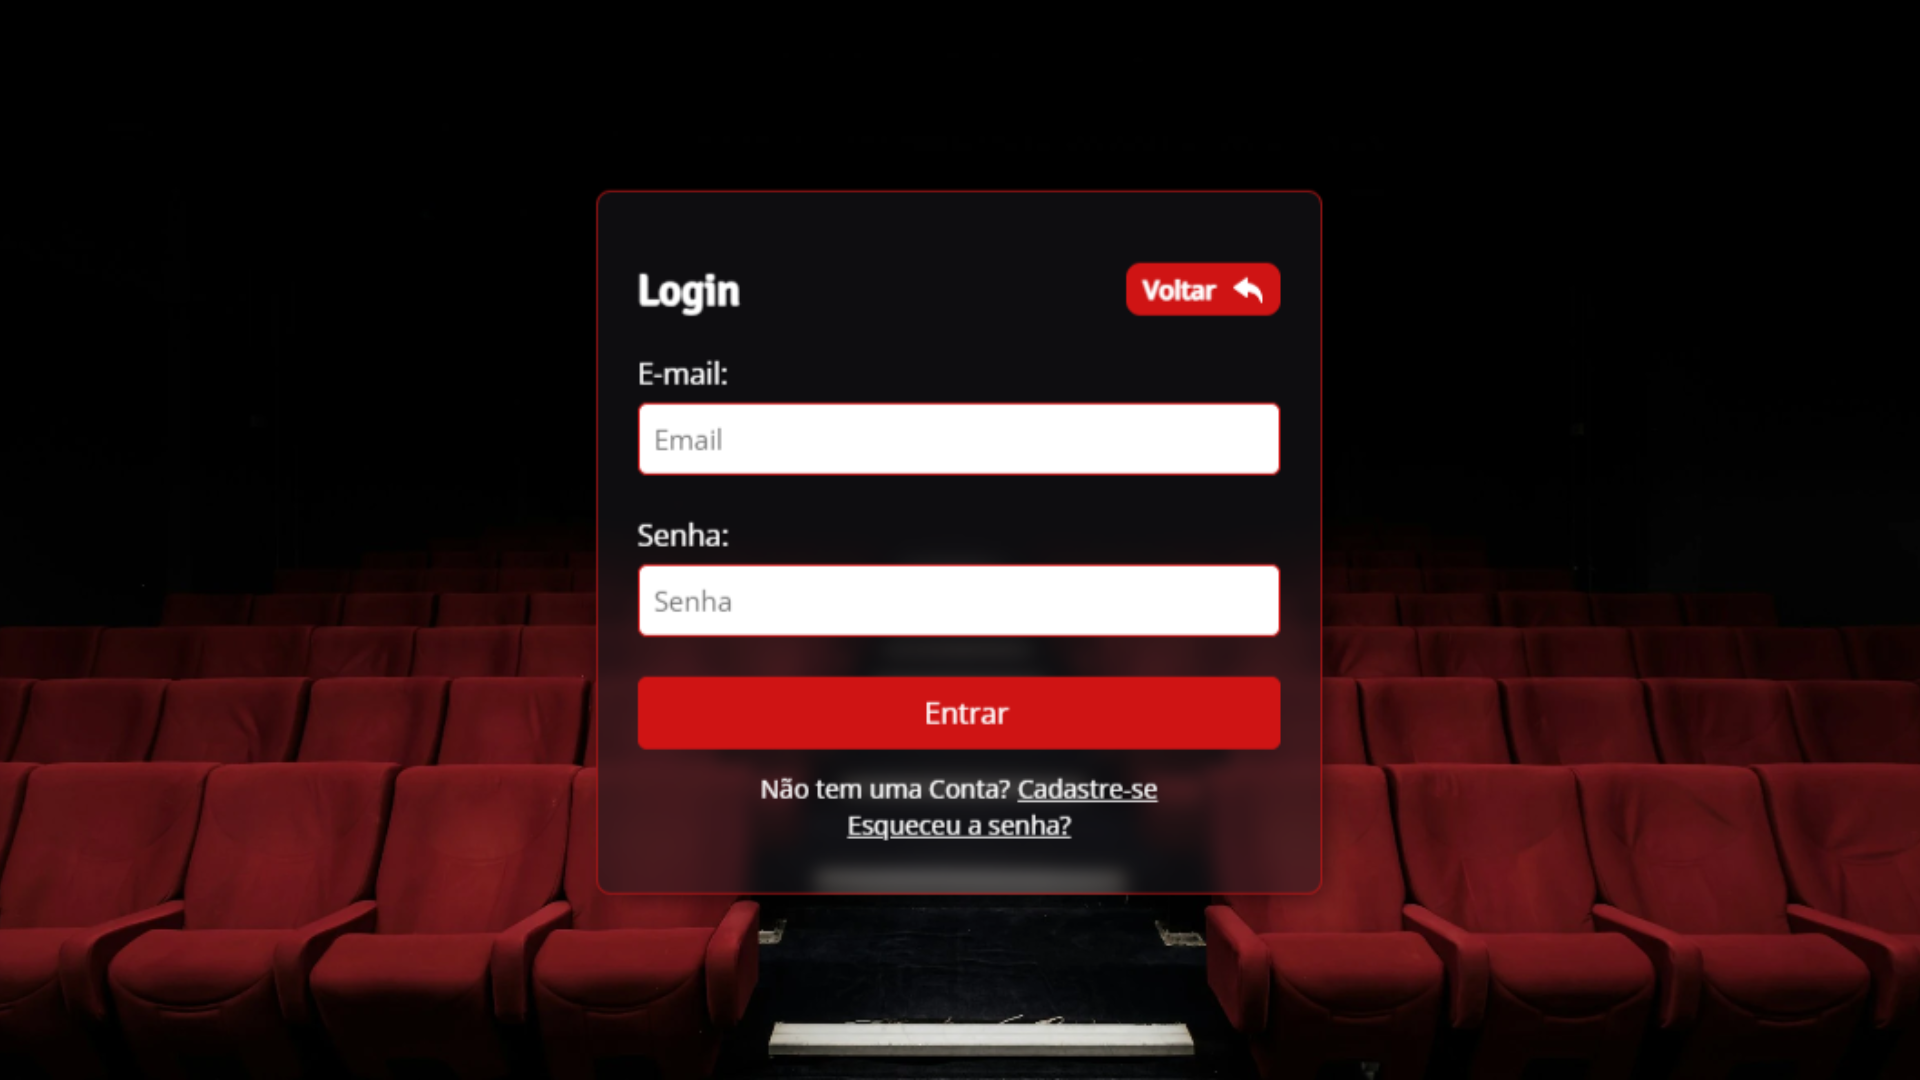 Login
Voltar
E-mail:
Email
Senha:
Senha
Entrar
Não tem uma Conta? Cadastre-se
Esqueceu a senha?